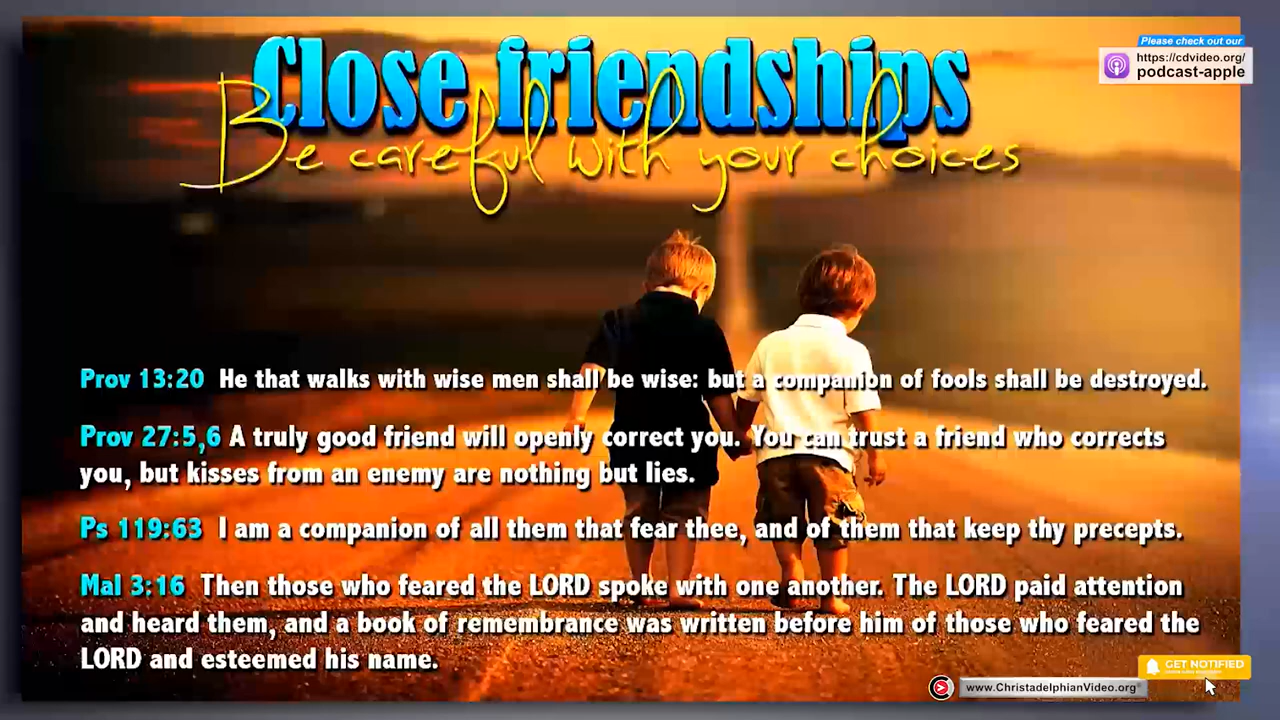 Close friendships
Be careful with your choices
Please check out our
https://cdvideo.org/
podcast-apple
Prov 13:20 He that walks with wise men shall be wise: but a companion of fools shall be destroyed.
Prov 27:5,6 A truly good friend will openly correct you. You can trust a friend who corrects
you, but kisses from an enemy are nothing but lies.
Ps 119:63 I am a companion of all them that fear thee, and of them that keep thy precepts.
Mal 3:16 Then those who feared the LORD spoke with one another. The LORD paid attention
and heard them, and a book of remembrance was written before him of those who feared the
LORD and esteemed his name.
GET NOTIFIED
www.ChristadelphianVideo.org